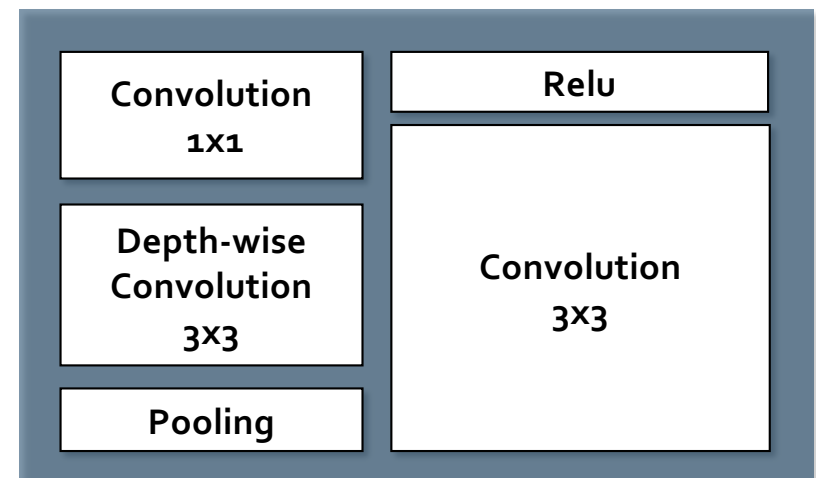 Convolution
1x1
Depth-wise
Convolution
3x3
Pooling
Relu
Convolution
3x3